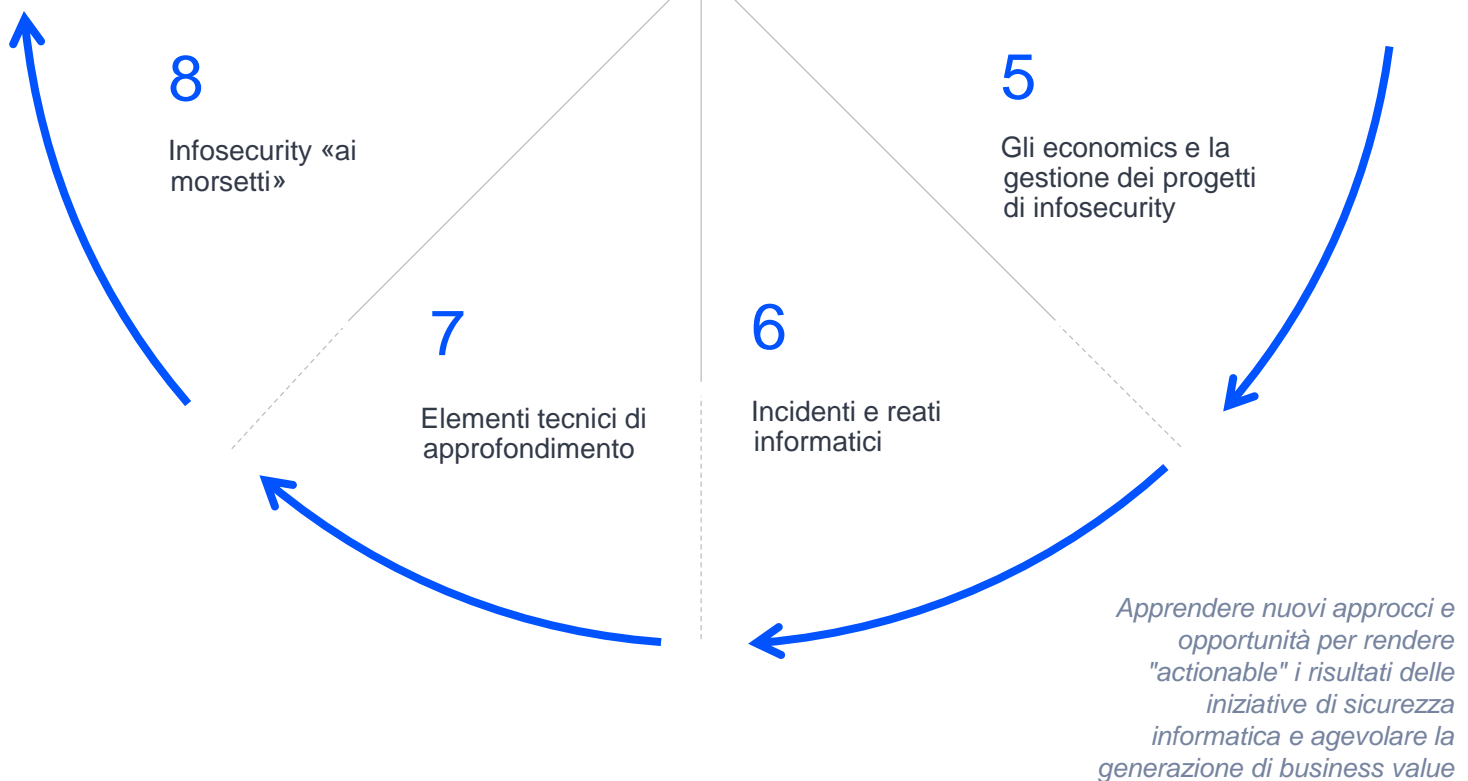 8
Infosecurity «ai
morsetti»
5
Gli economics e la
gestione dei progetti
di infosecurity
7
Elementi tecnici di
approfondimento
6
Incidenti e reati
informatici
Apprendere nuovi approcci e
opportunità per rendere
"actionable" i risultati delle
iniziative di sicurezza
informatica e agevolare la
generazione di business value